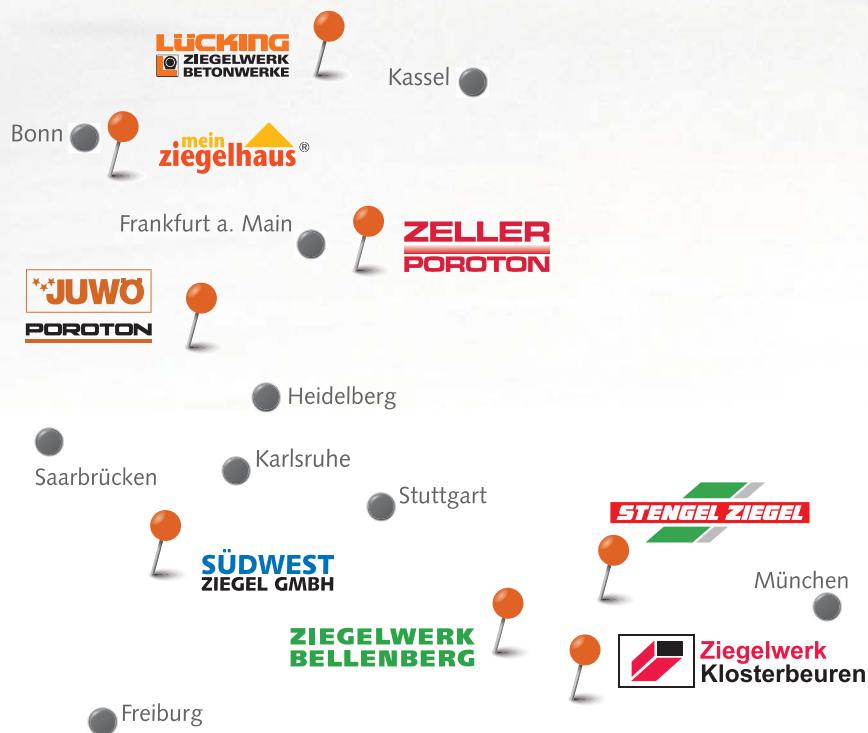 LÜCKING
ZIEGELWERK
BETONWERKE
Kassel
Bonn
mein
ziegelhaus®
Frankfurt a. Main
ZELLER
POROTON
JUWÖ
POROTON
Heidelberg
Saarbrücken
Karlsruhe
Stuttgart
STENGEL ZIEGEL
SÜDWEST
ZIEGEL GMBH
München
ZIEGELWERK
BELLENBERG
Ziegelwerk
Klosterbeuren
Freiburg